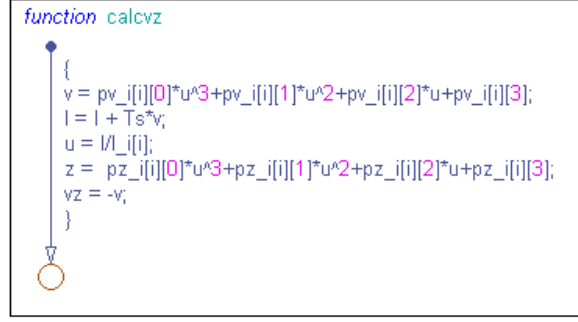 function calcvz
{
v = pv_i[i][0]*u^3+pv_i[i][1]*u^2+pv_i[i][2]*u+pv_i[i][3];
l = l + Ts*v;
u = l/l_i[i];
z =  pz_i[i][0]*u^3+pz_i[i][1]*u^2+pz_i[i][2]*u+pz_i[i][3];
vz = -v;
}